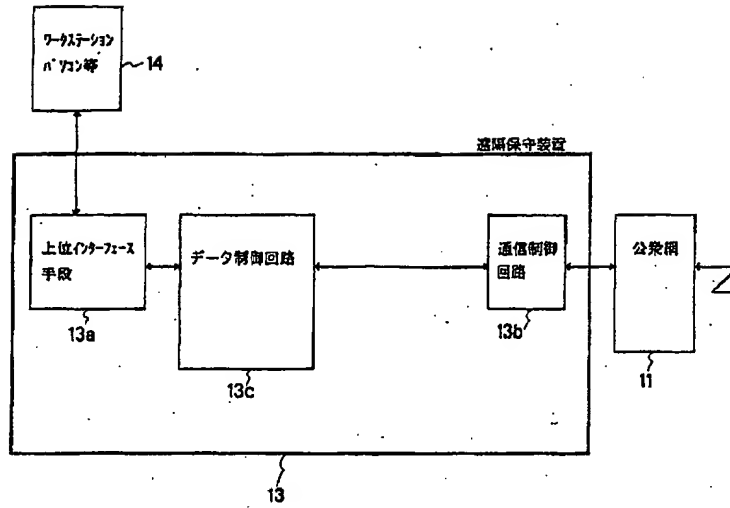 ワークステーション
パソコン等
14
遠隔保守装置
上位インターフェース
手段
13a
データ制御回路
13c
通信制御
回路
13b
公衆網
11
13